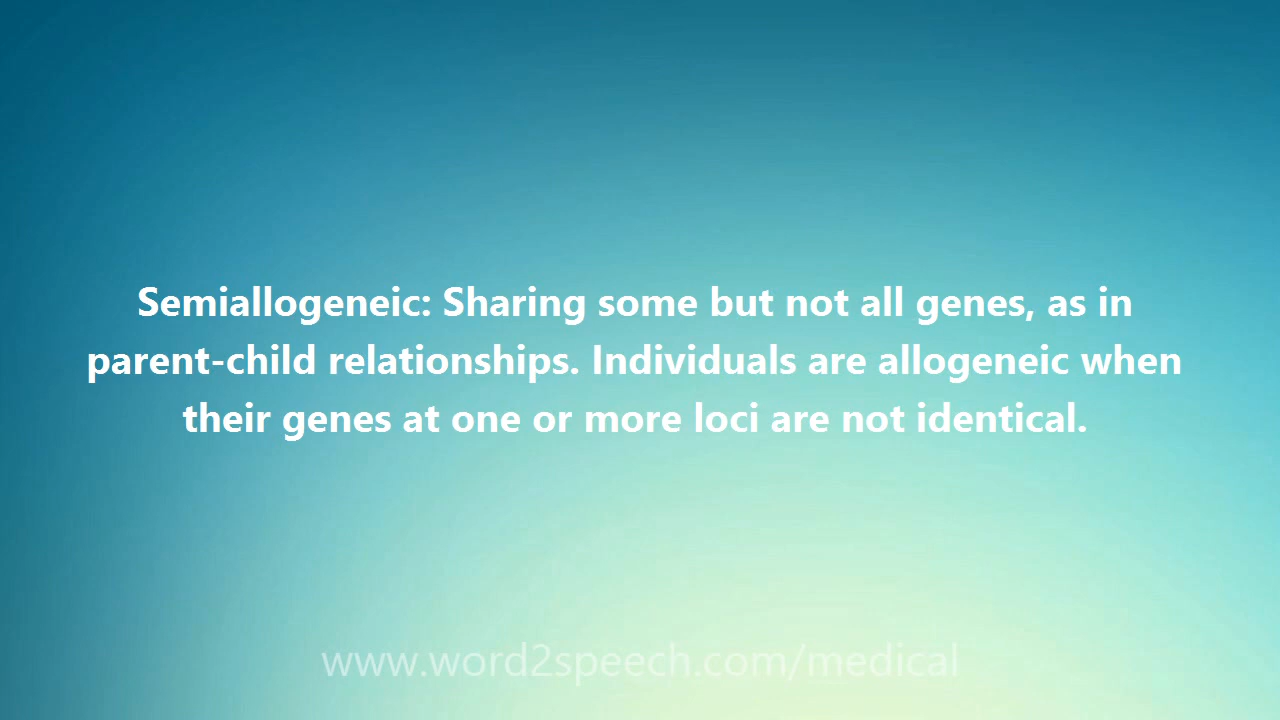 Semiallogeneic: Sharing some but not all genes, as in
parent-child relationships. Individuals are allogeneic when
their genes at one or more loci are not identical.
www.word2speech.com/medical